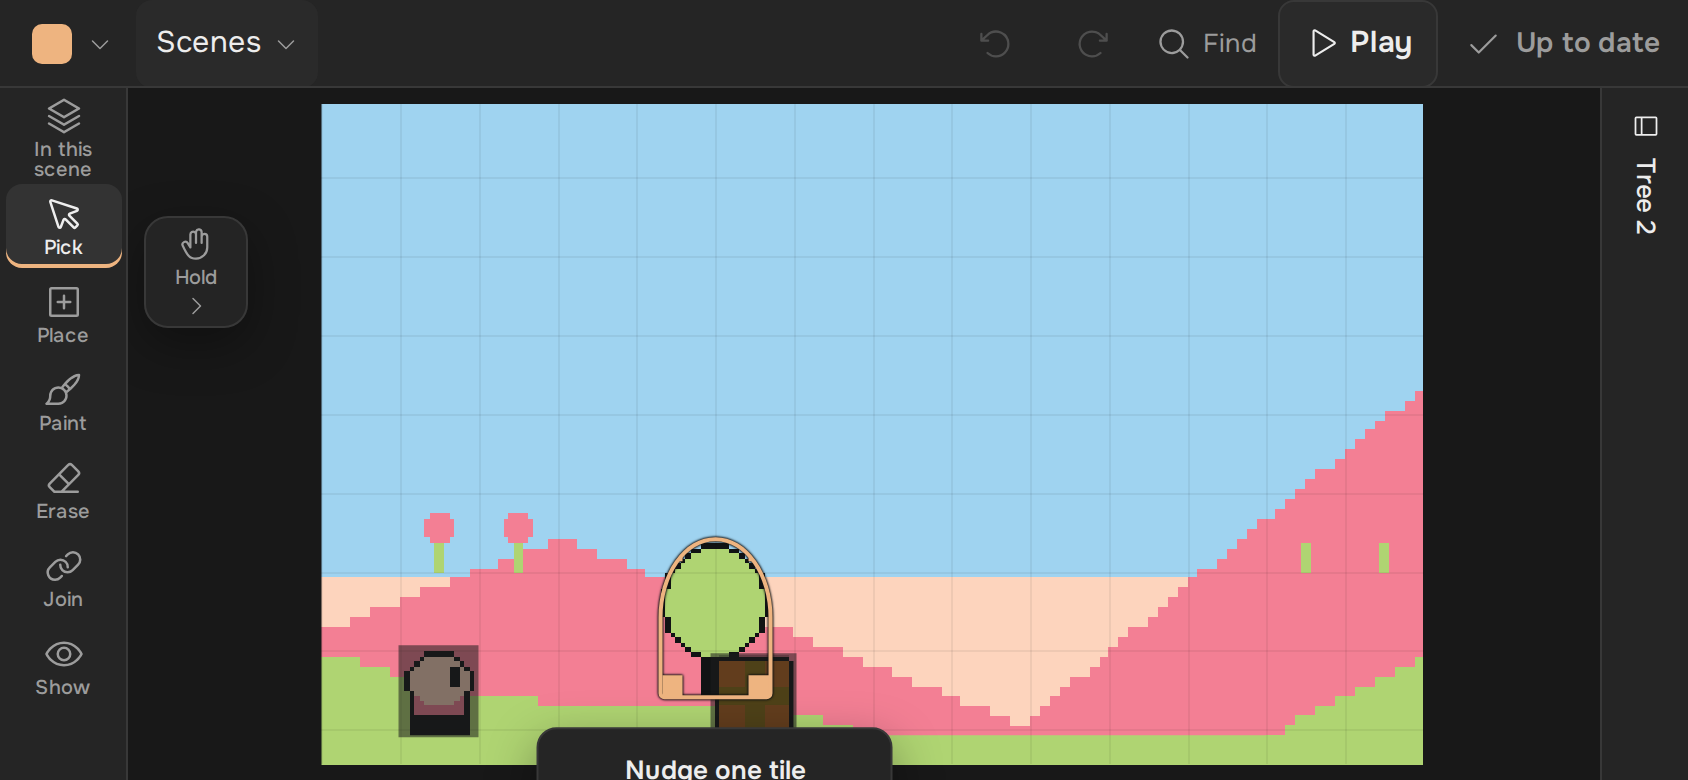 Scenes
Find
Play
Up to date
In this
scene
Pick
Place
Paint
Erase
Join
Show
Hold
Tree 2
Nudge one tile